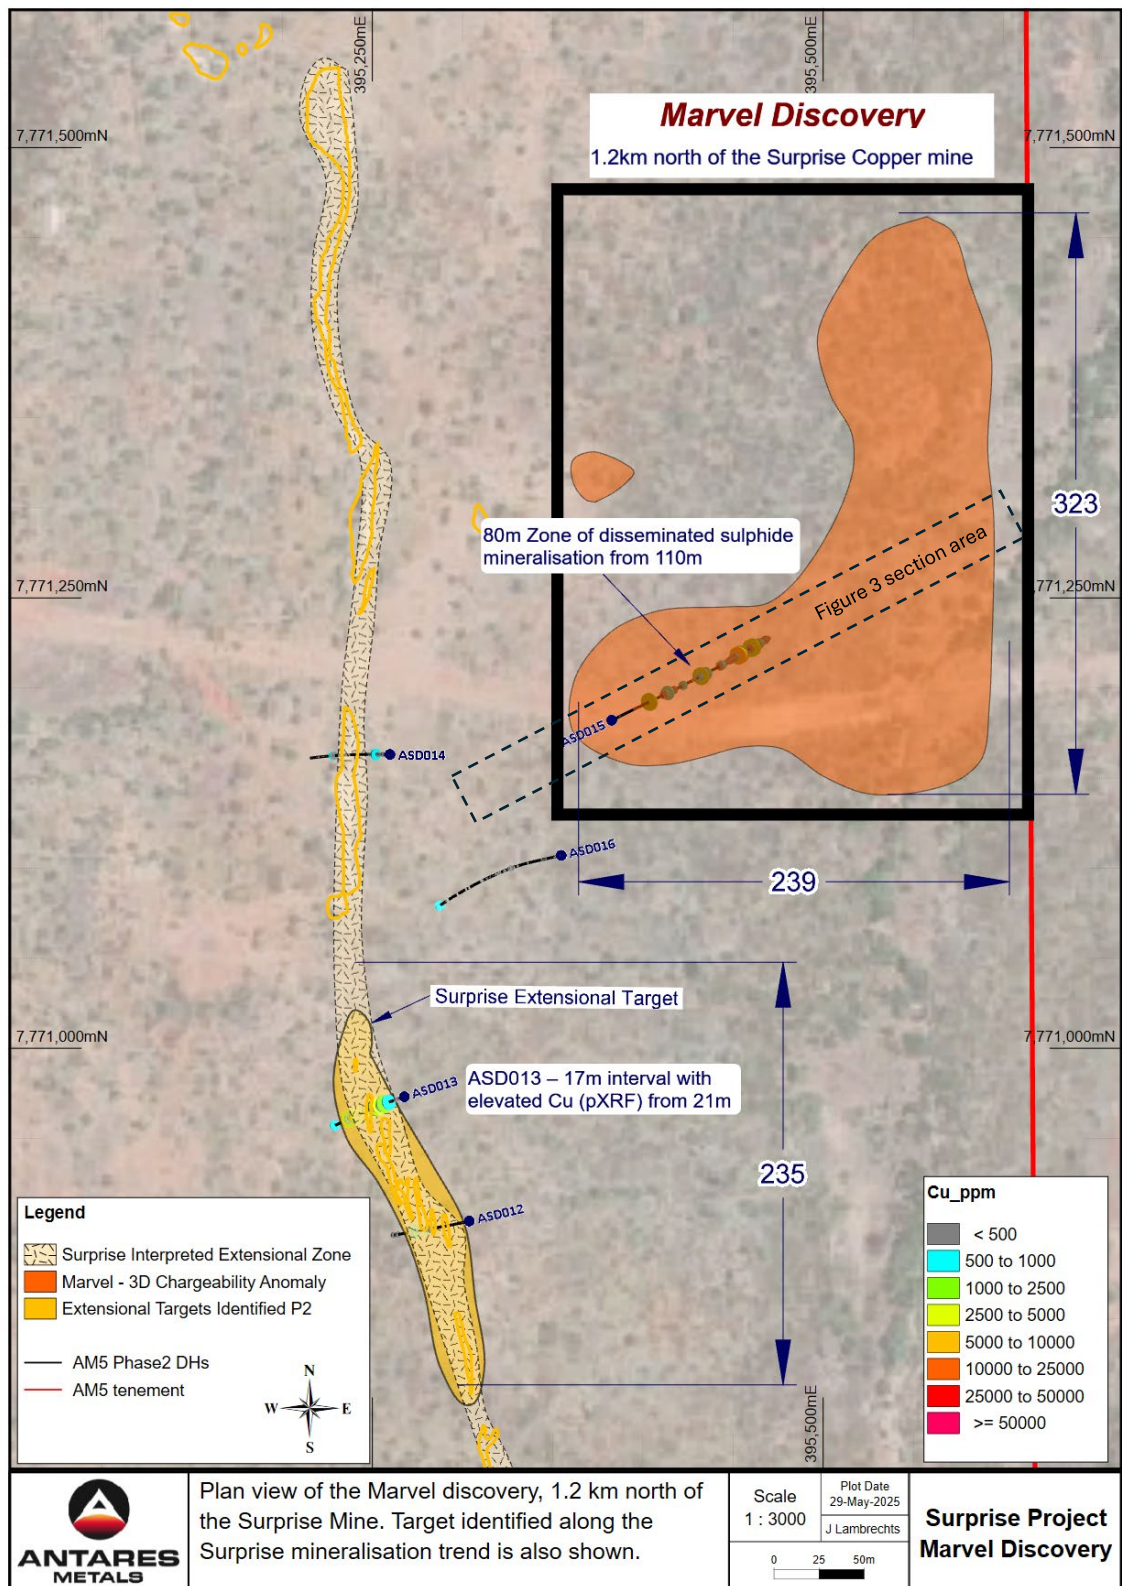 395,250mE
395,500mE
7,771,500mN
Marvel Discovery
1.2km north of the Surprise Copper mine
7,771,500mN
323
80m Zone of disseminated sulphide
mineralisation from 110m
Figure 3 section area
7,771,250mN
7,771,250mN
ASD015
ASD014
ASD016
239
Surprise Extensional Target
7,771,000mN
7,771,000mN
ASD013
ASD013 – 17m interval with
elevated Cu (pXRF) from 21m
235
ASD012
Legend
Surprise Interpreted Extensional Zone
Marvel - 3D Chargeability Anomaly
Extensional Targets Identified P2
AM5 Phase2 DHs
AM5 tenement
N
W E
S
395,500mE
Cu_ppm
< 500
500 to 1000
1000 to 2500
2500 to 5000
5000 to 10000
10000 to 25000
25000 to 50000
>= 50000
ANTARES
METALS
Plan view of the Marvel discovery, 1.2 km north of
the Surprise Mine. Target identified along the
Surprise mineralisation trend is also shown.
Scale
1 : 3000
Plot Date
29-May-2025
J Lambrechts
0 25 50m
Surprise Project
Marvel Discovery